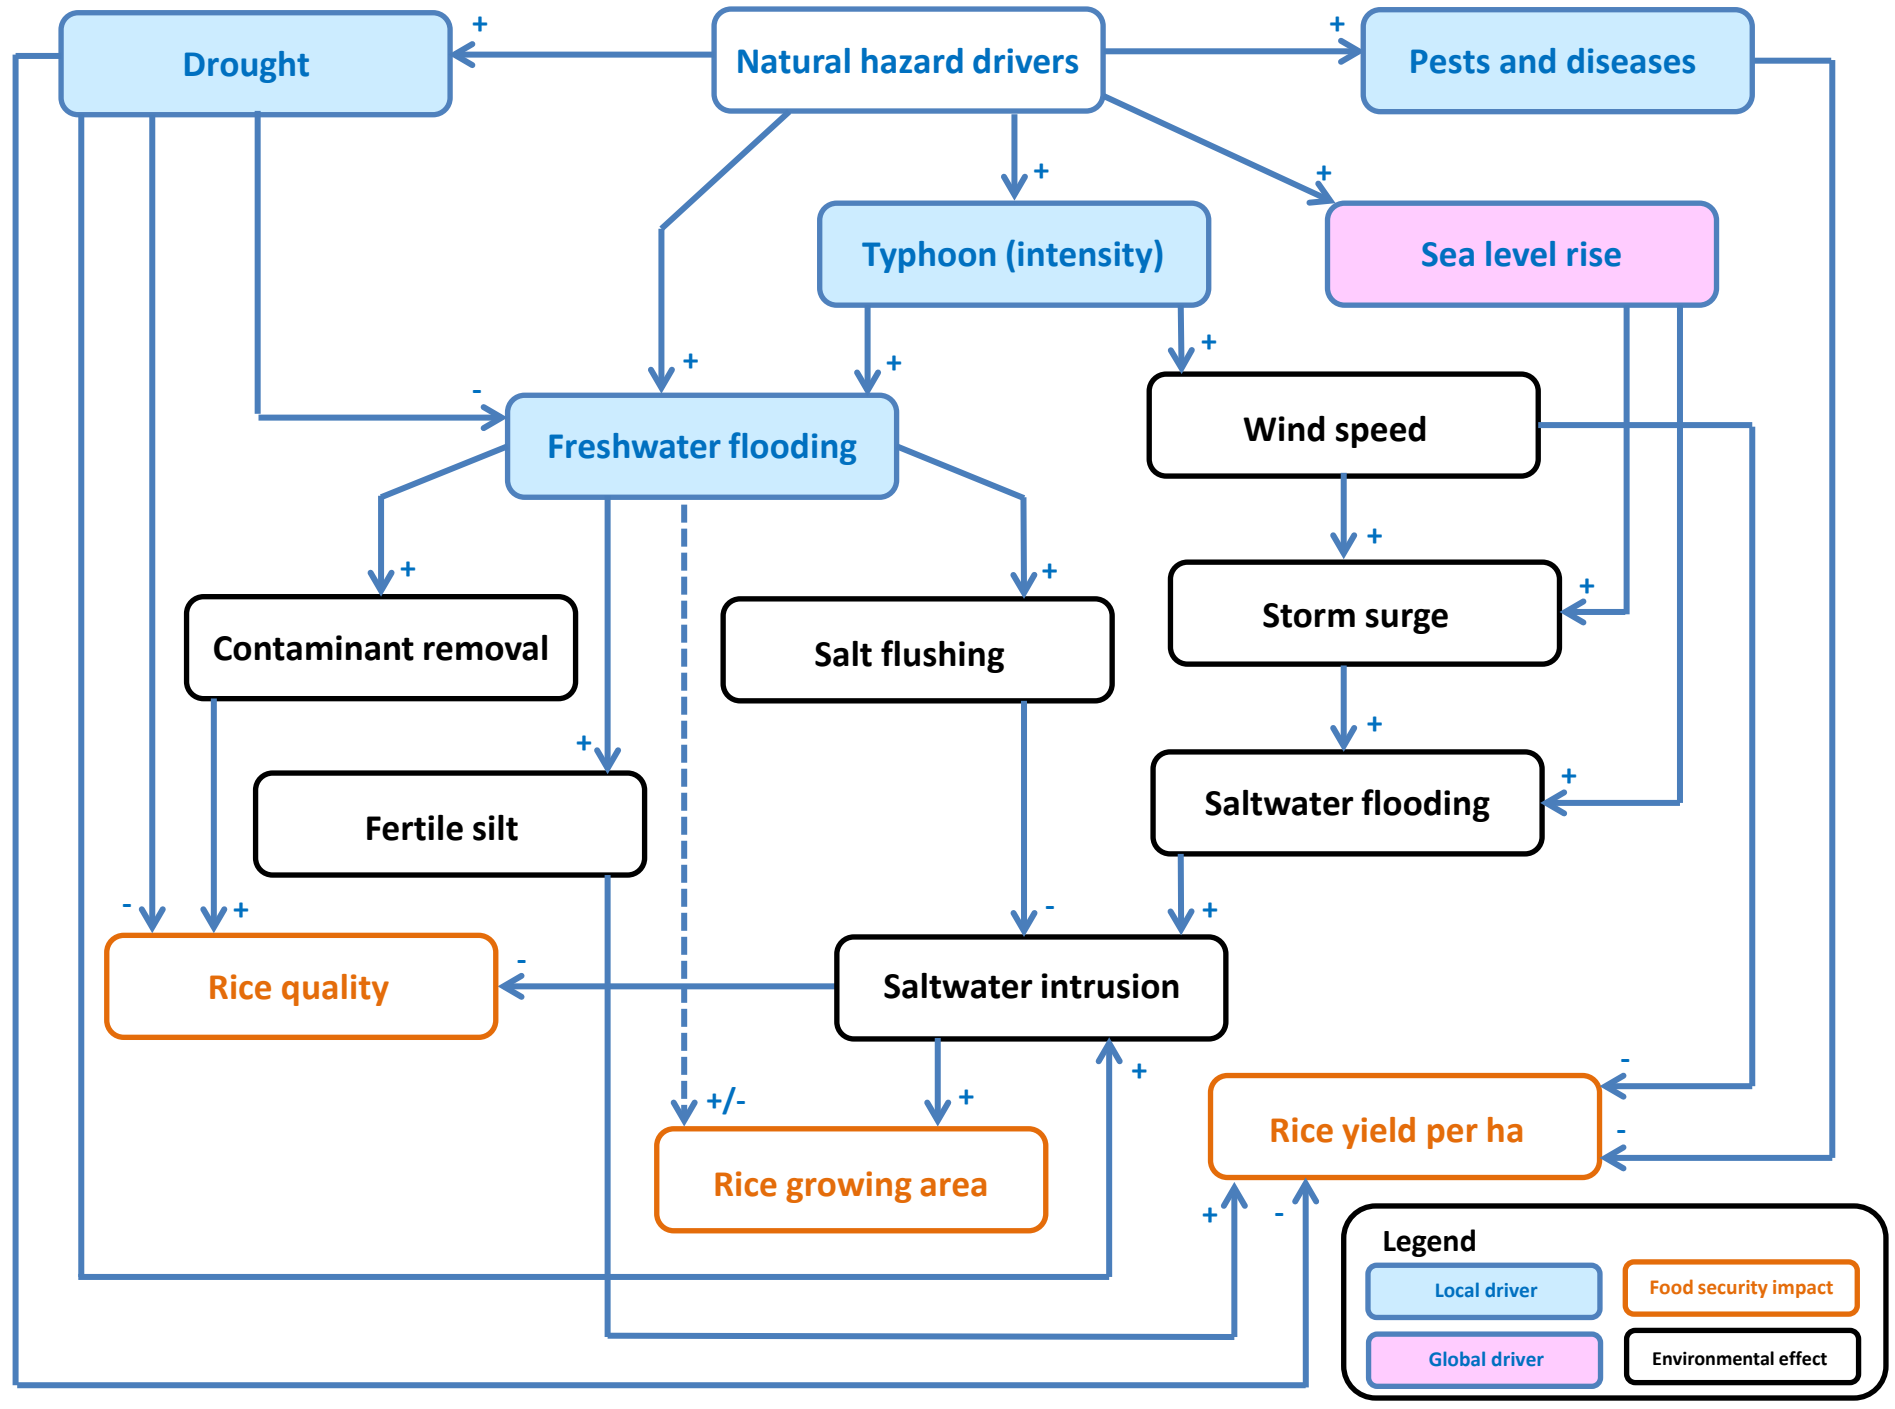 +
+
Drought
Natural hazard drivers
Pests and diseases
+
+
Typhoon (intensity)
Sea level rise
+
+
+
-
Freshwater flooding
Wind speed
+
+
+
+
Contaminant removal
Salt flushing
Storm surge
+
+
+
Fertile silt
Saltwater flooding
-
+
-
+
-
Rice quality
Saltwater intrusion
-
+
+
+/-
Rice growing area
Rice yield per ha
-
+
-
Legend
Local driver
Food security impact
Global driver
Environmental effect